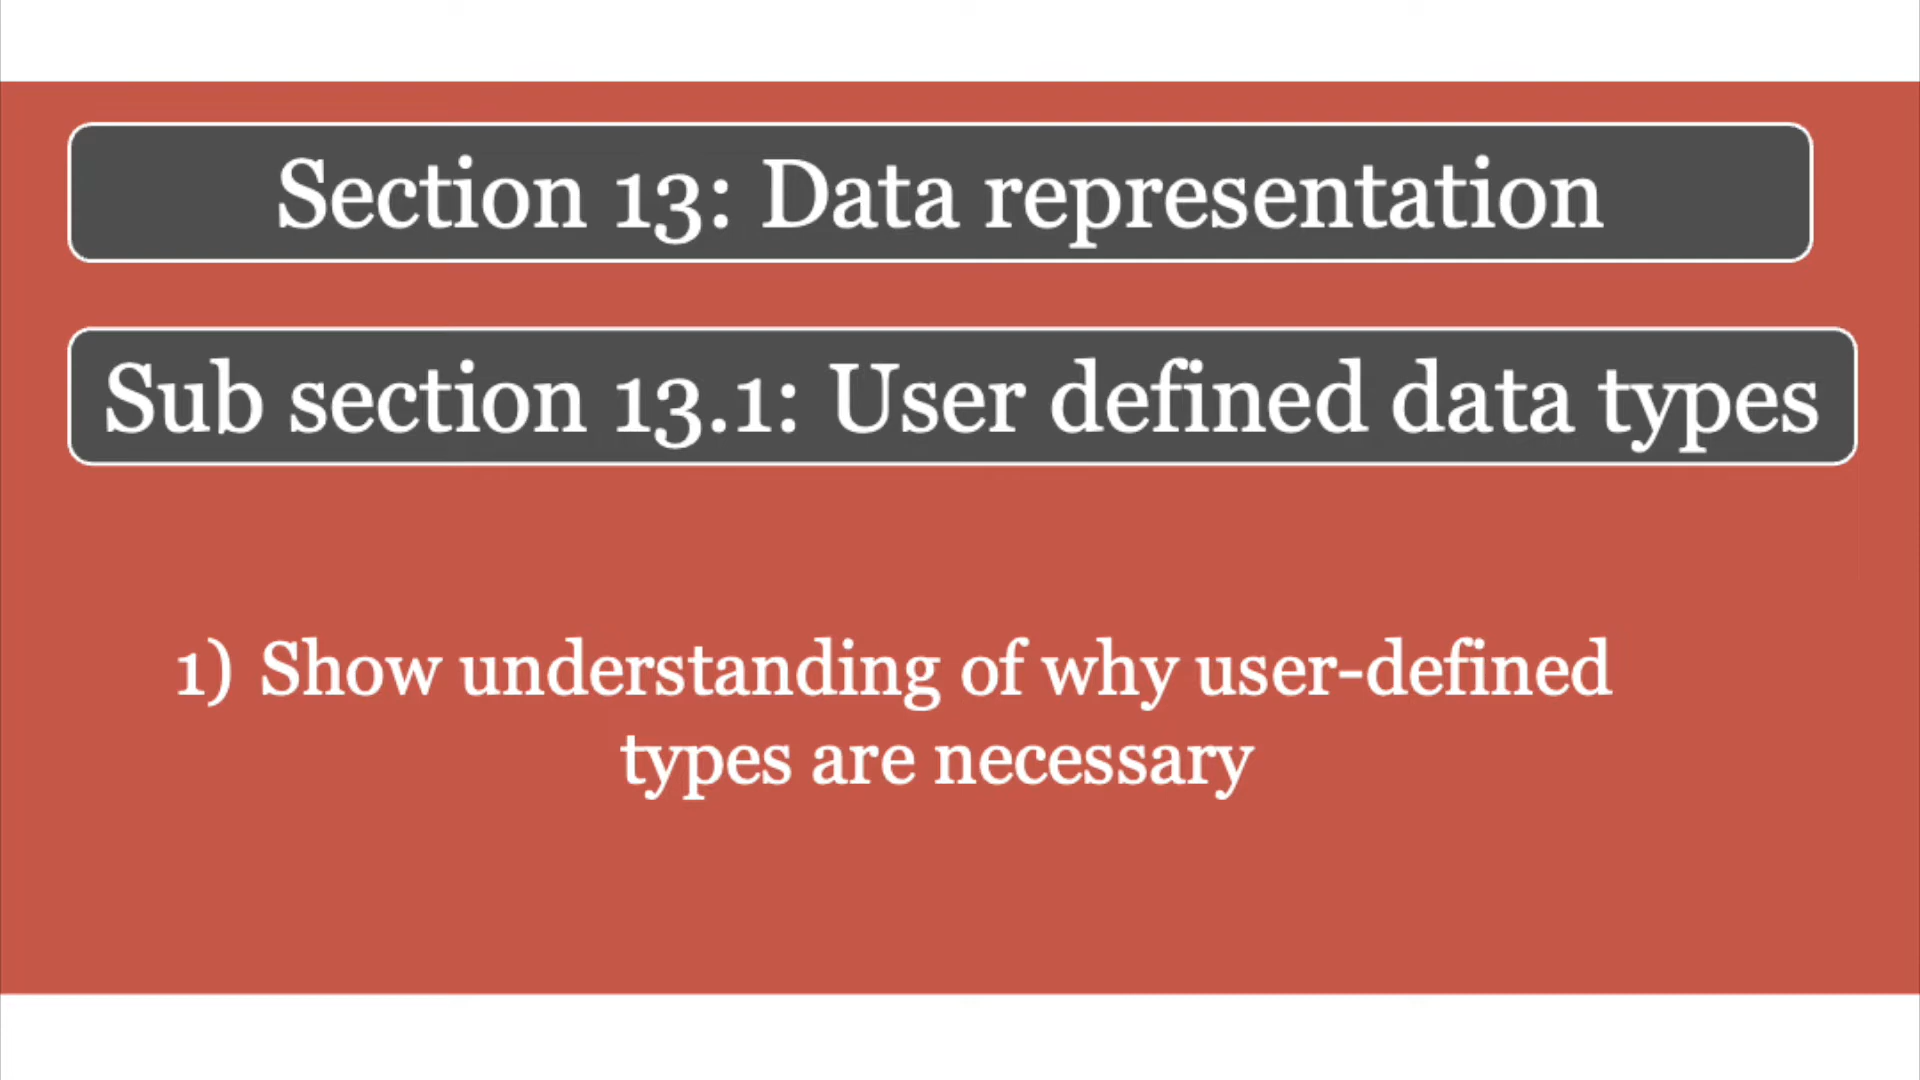 Section 13: Data representation
Sub section 13.1: User defined data types
1) Show understanding of why user-defined
types are necessary